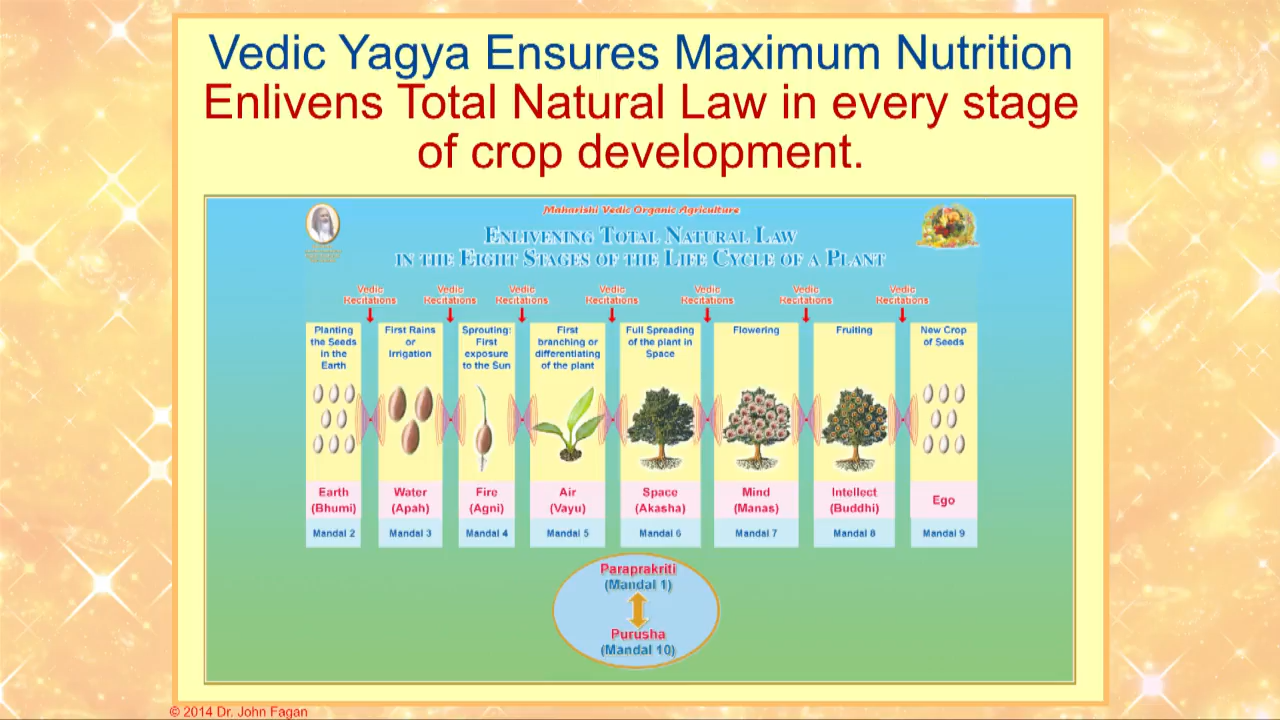 Vedic Yagya Ensures Maximum Nutrition
Enlivens Total Natural Law in every stage
of crop development.
Maharishi Vedic Organic Agriculture
ENLIVENING TOTAL NATURAL LAW
IN THE EIGHT STAGES OF THE LIFE CYCLE OF A PLANT
Vedic Recitations
Vedic Recitations
Vedic Recitations
Vedic Recitations
Vedic Recitations
Vedic Recitations
Vedic Recitations
Planting
the Seeds
in the
Earth
First Rains
or
Irrigation
Sprouting:
First
exposure
to the Sun
First
branching or
differentiating
of the plant
Full Spreading
of the plant in
Space
Flowering
Fruiting
New Crop
of Seeds
Earth
(Bhumi)
Water
(Apah)
Fire
(Agni)
Air
(Vayu)
Space
(Akasha)
Mind
(Manas)
Intellect
(Buddhi)
Ego
Mandal 2
Mandal 3
Mandal 4
Mandal 5
Mandal 6
Mandal 7
Mandal 8
Mandal 9
Paraprakriti
(Mandal 1)
Purusha
(Mandal 10)
© 2014 Dr. John Fagan